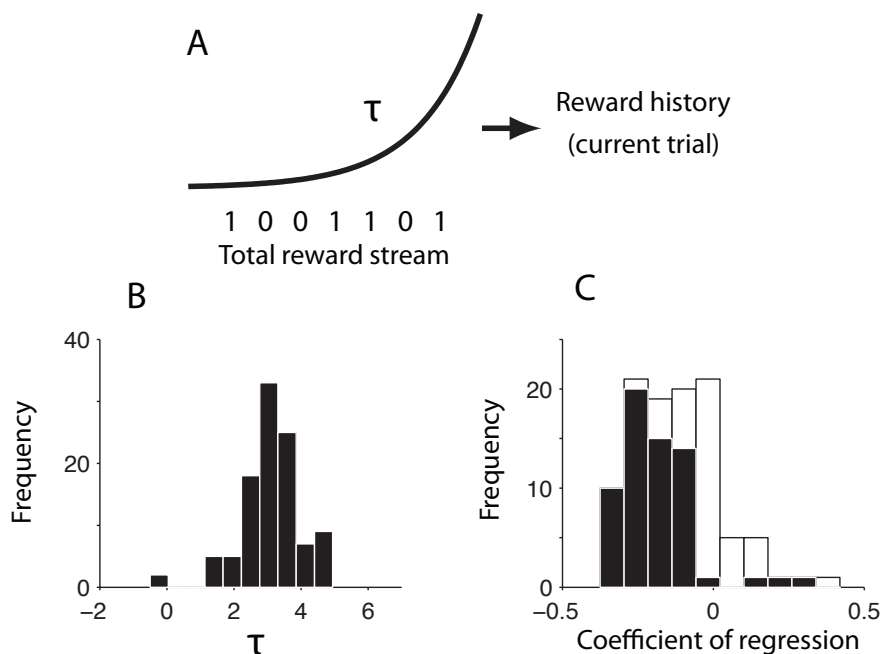 A
τ
Reward history
(current trial)
1 0 0 1 1 0 1
Total reward stream
B
40
20
0
Frequency
−2 0 2 4 6
τ
C
20
10
0
Frequency
−0.5 0 0.5
Coefficient of regression